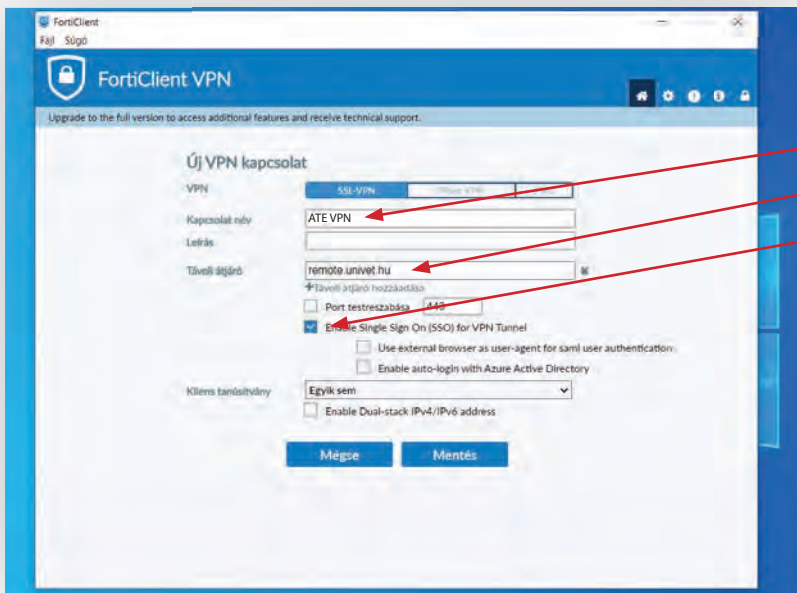 FortiClient
Fájl Súgó
FortiClient VPN
Upgrade to the full version to access additional features and receive technical support.
Új VPN kapcsolat
VPN SSL-VPN
Kapcsolat név ATE VPN
Leírás
Távoli átjáró remote.univet.hu
+Távoli átjáró hozzáadása
Port testreszabása 443
Enable Single Sign On (SSO) for VPN Tunnel
Use external browser as user-agent for saml user authentication
Enable auto-login with Azure Active Directory
Kliens tanúsítvány Egyik sem
Enable Dual-stack IPv4/IPv6 address
Mégse Mentés